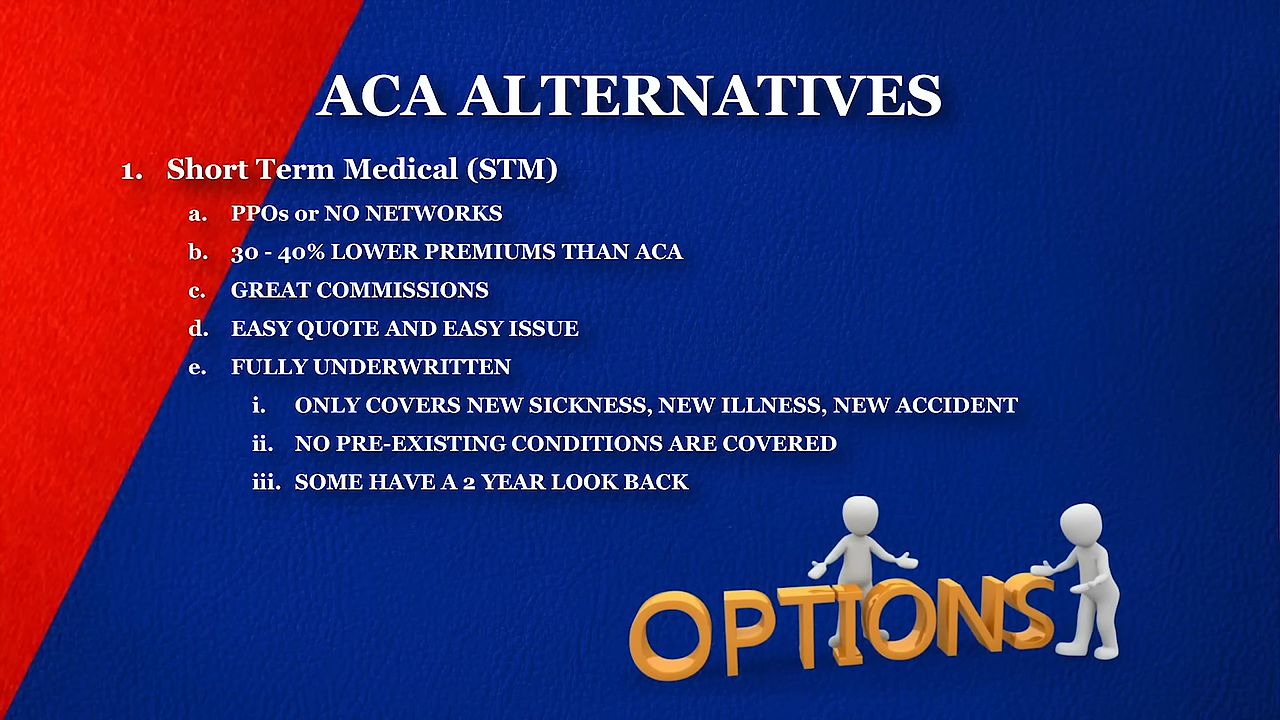 ACA ALTERNATIVES
1. Short Term Medical (STM)
a. PPOs or NO NETWORKS
b. 30 - 40% LOWER PREMIUMS THAN ACA
c. GREAT COMMISSIONS
d. EASY QUOTE AND EASY ISSUE
e. FULLY UNDERWRITTEN
i. ONLY COVERS NEW SICKNESS, NEW ILLNESS, NEW ACCIDENT
ii. NO PRE-EXISTING CONDITIONS ARE COVERED
iii. SOME HAVE A 2 YEAR LOOK BACK
OPTIONS